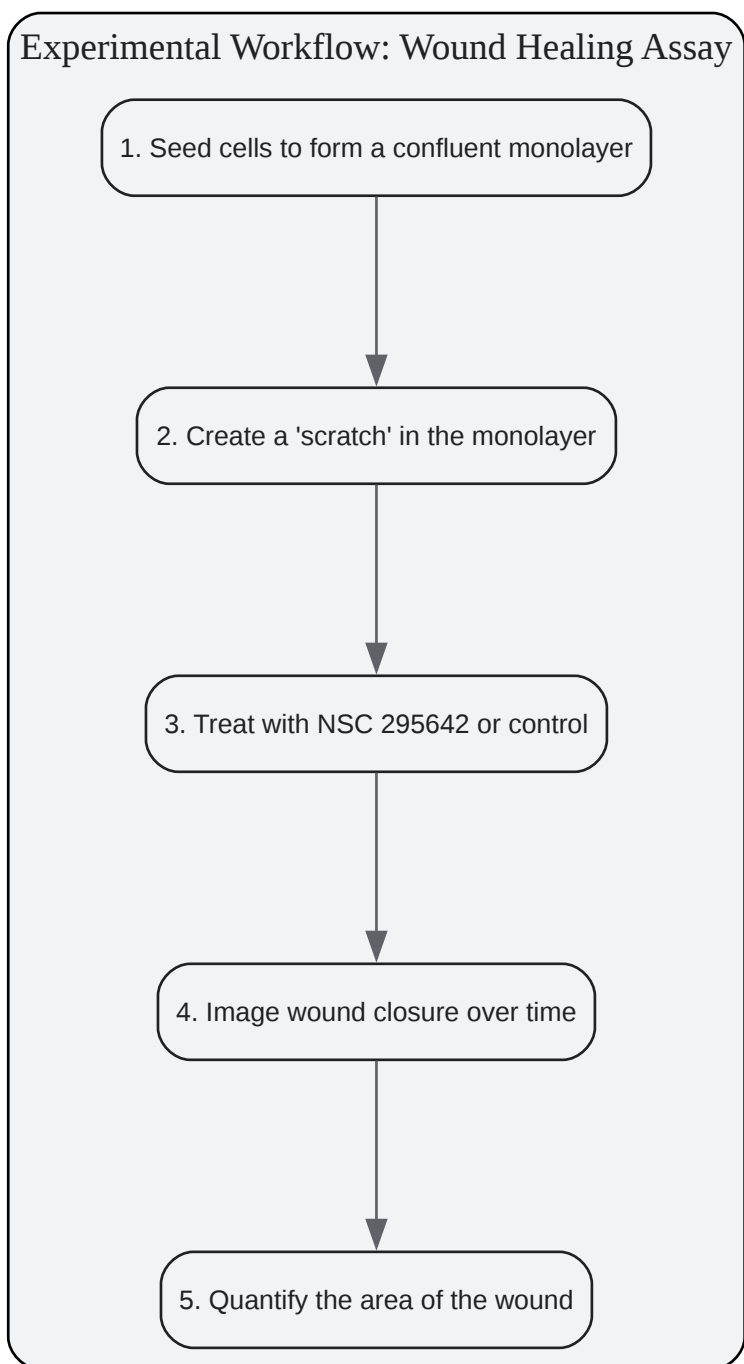 Experimental Workflow: Wound Healing Assay
1. Seed cells to form a confluent monolayer
2. Create a 'scratch' in the monolayer
3. Treat with NSC 295642 or control
4. Image wound closure over time
5. Quantify the area of the wound